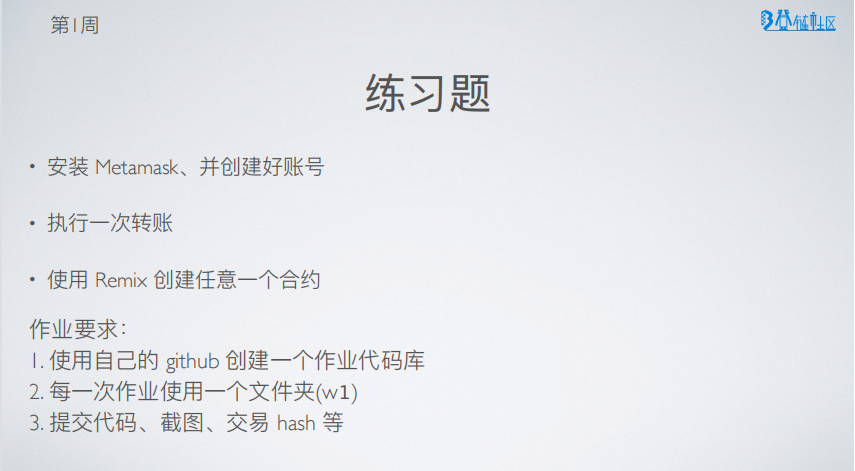 第1周
登链社区
练习题
• 安装 Metamask、并创建好账号
• 执行一次转账
• 使用 Remix 创建任意一个合约
作业要求：
1. 使用自己的 github 创建一个作业代码库
2. 每一次作业使用一个文件夹(w1)
3. 提交代码、截图、交易 hash 等